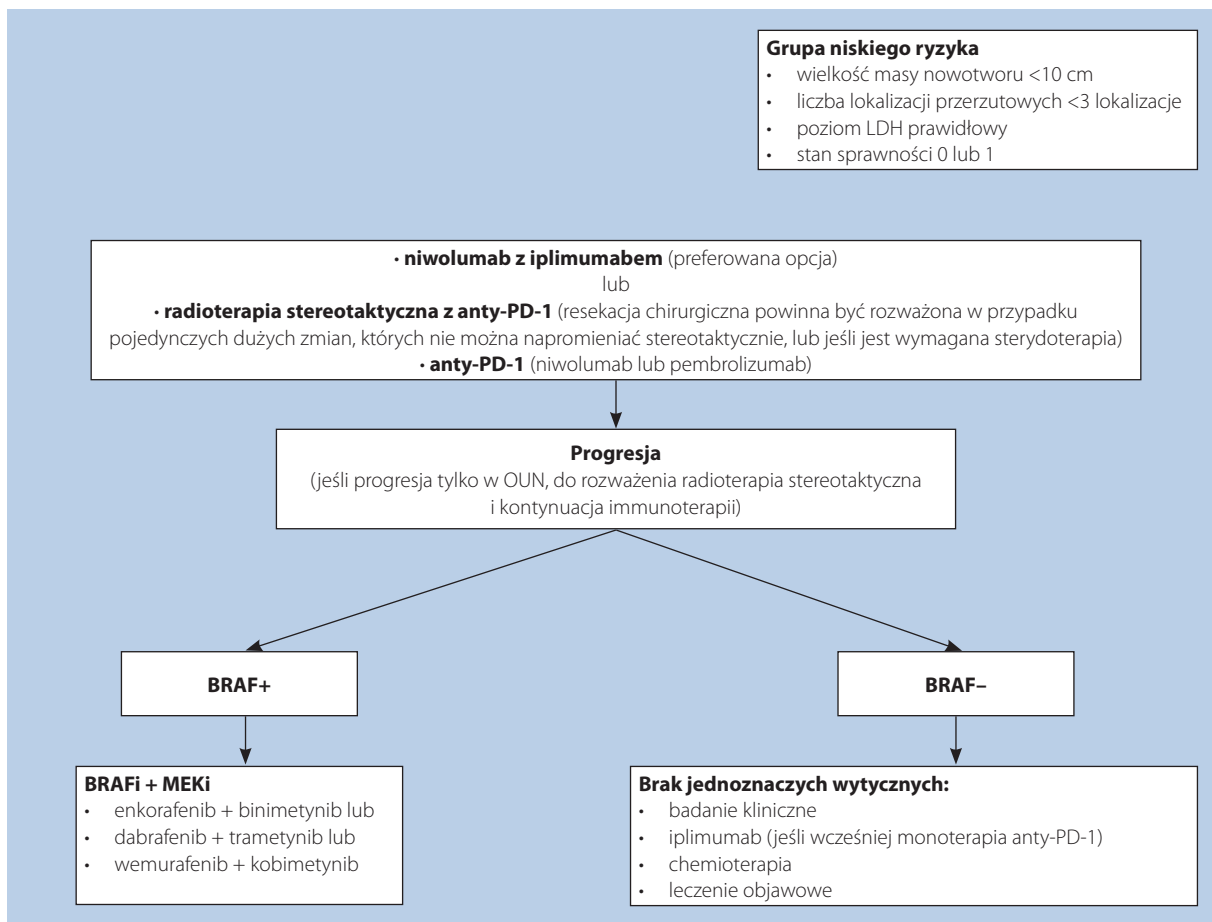 Grupa niskiego ryzyka
• wielkość masy nowotworu <10 cm
• liczba lokalizacji przerzutowych <3 lokalizacje
• poziom LDH prawidłowy
• stan sprawności 0 lub 1
• niwolumab z iplimumabem (preferowana opcja)
lub
• radioterapia stereotaktyczna z anty-PD-1 (resekacja chirurgiczna powinna być rozważona w przypadku
pojedynczych dużych zmian, których nie można napromieniać stereotaktycznie, lub jeśli jest wymagana sterydoterapia)
• anty-PD-1 (niwolumab lub pembrolizumab)
Progresja
(jeśli progresja tylko w OUN, do rozważenia radioterapia stereotaktyczna
i kontynuacja immunoterapii)
BRAF+
BRAF–
BRAFi + MEKi
• enkorafenib + binimetynib lub
• dabrafenib + trametynib lub
• wemurafenib + kobimetynib
Brak jednoznaczych wytycznych:
• badanie kliniczne
• iplimumab (jeśli wcześniej monoterapia anty-PD-1)
• chemioterapia
• leczenie objawowe